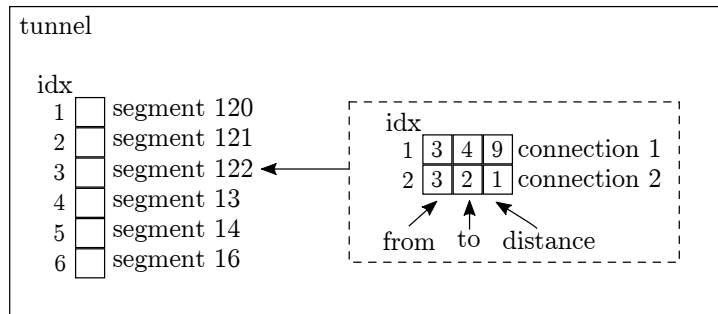 tunnel
idx
1 segment 120
2 segment 121
3 segment 122
4 segment 13
5 segment 14
6 segment 16
idx
1 3 4 9 connection 1
2 3 2 1 connection 2
from to distance